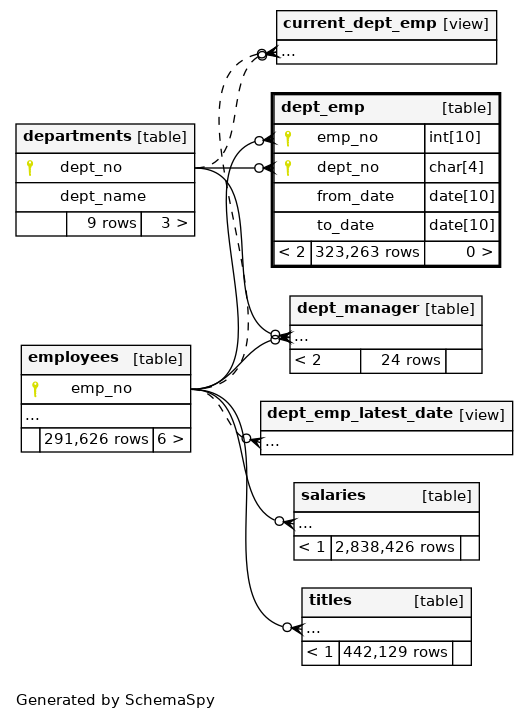 current_dept_emp [view]
...
dept_emp [table]
emp_no int[10]
dept_no char[4]
from_date date[10]
to_date date[10]
< 2 323,263 rows 0 >
departments [table]
dept_no
dept_name
9 rows 3 >
dept_manager [table]
...
< 2 24 rows
employees [table]
emp_no
...
291,626 rows 6 >
dept_emp_latest_date [view]
...
salaries [table]
...
< 1 2,838,426 rows
titles [table]
...
< 1 442,129 rows
Generated by SchemaSpy